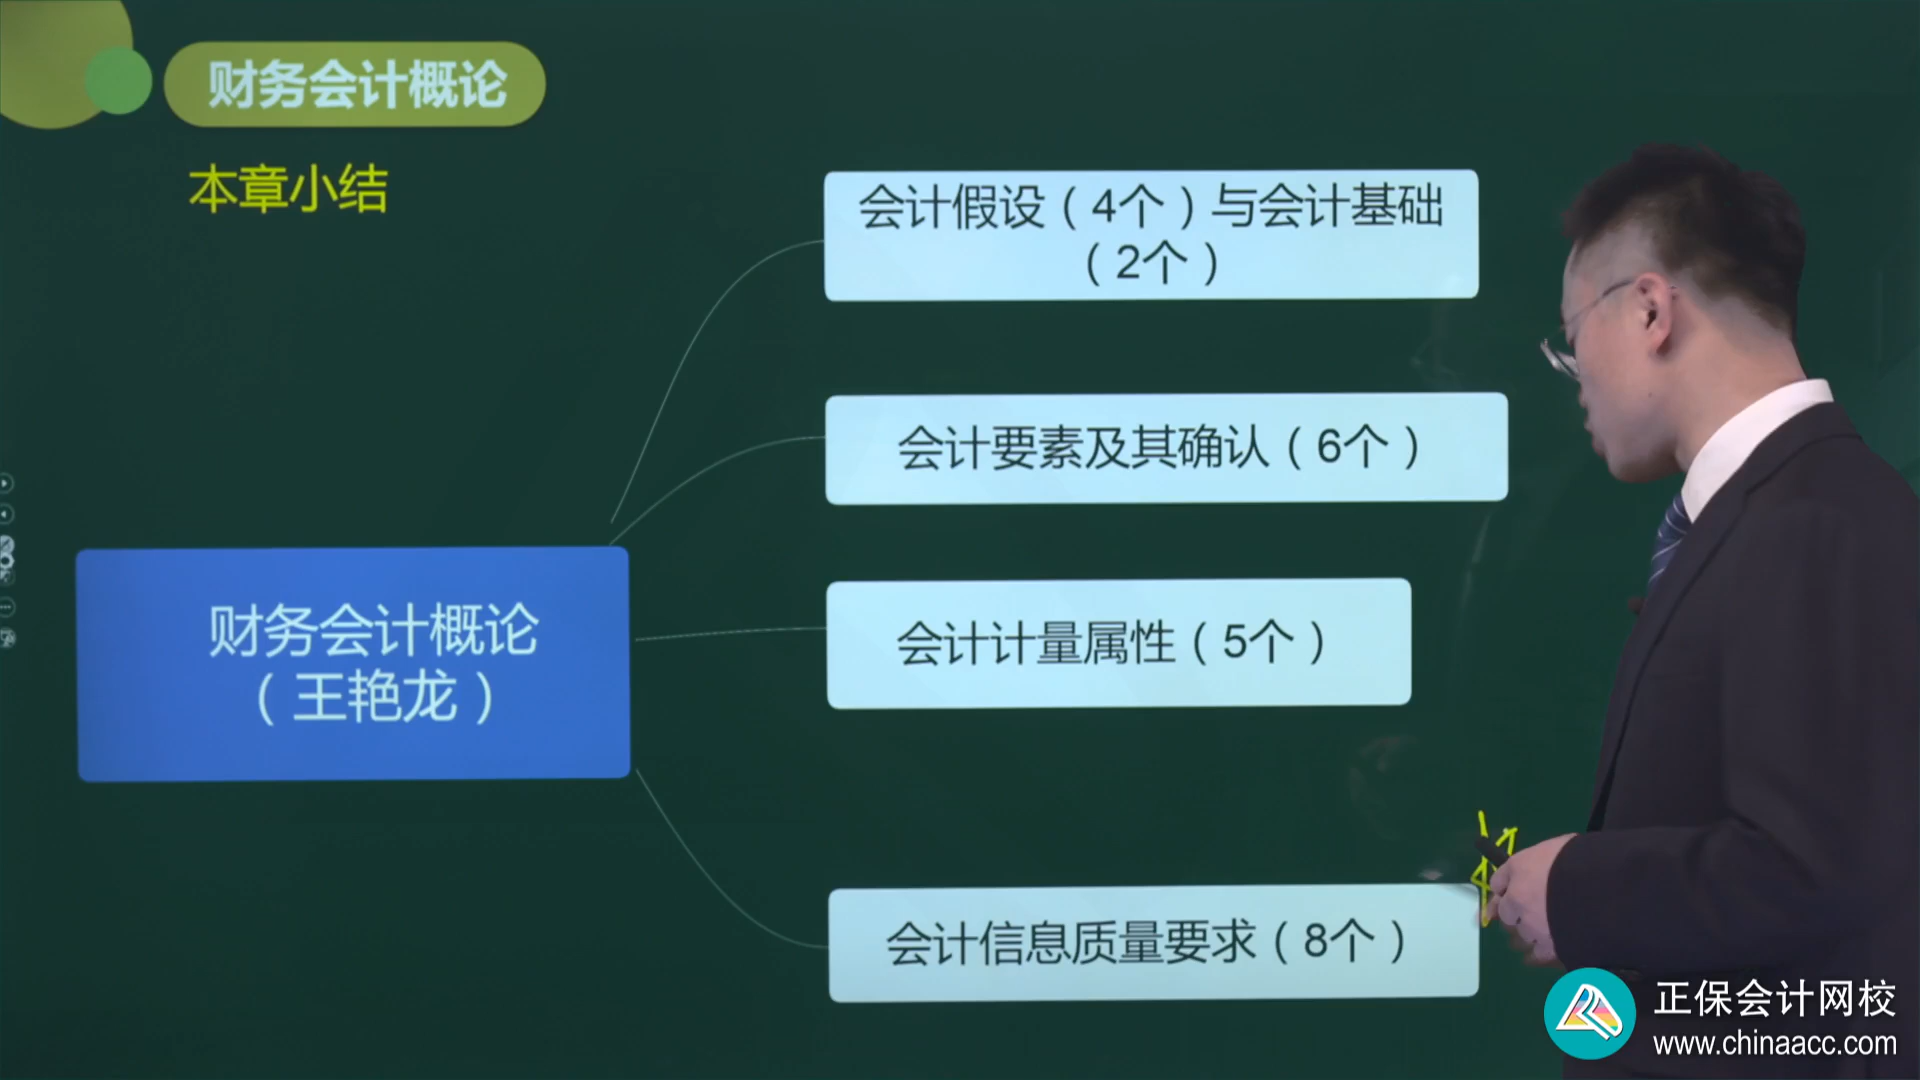 财务会计概论
本章小结
会计假设（4个）与会计基础
（2个）
会计要素及其确认（6个）
财务会计概论
（王艳龙）
会计计量属性（5个）
会计信息质量要求（8个）
正保会计网校
www.chinaacc.com